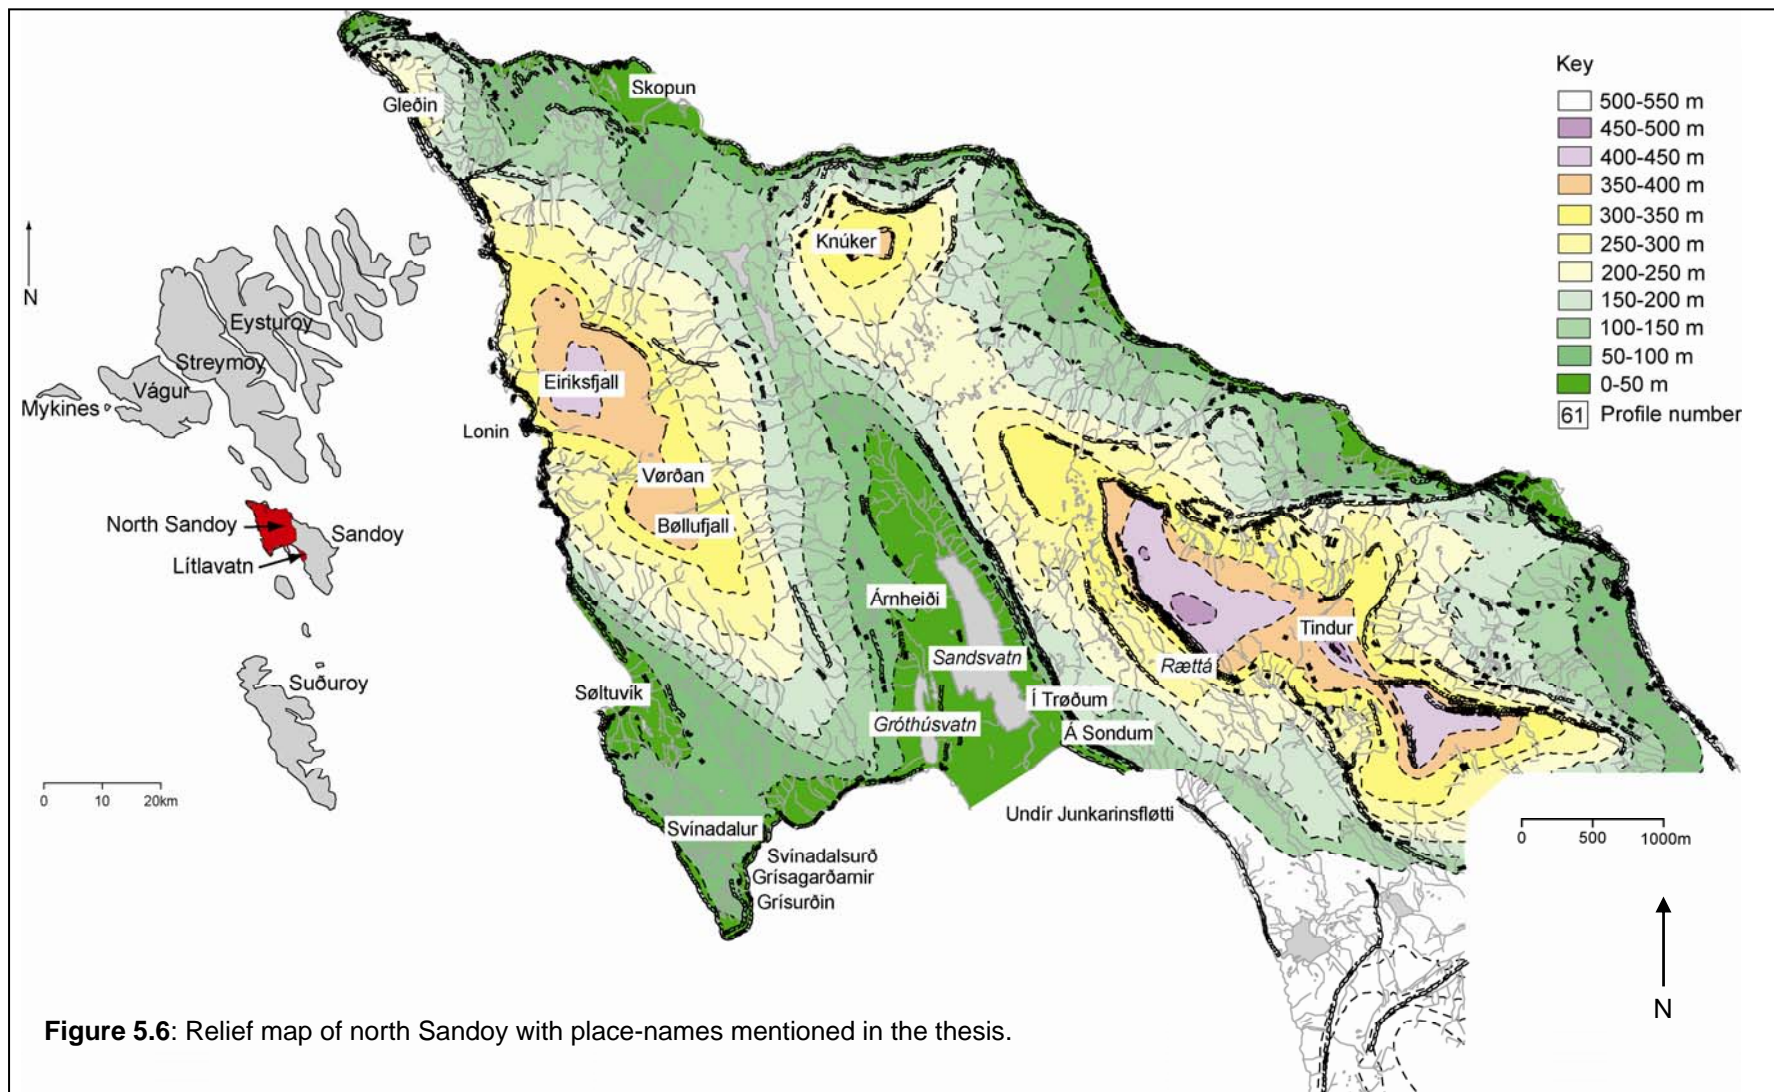 Key
500-550 m
450-500 m
400-450 m
350-400 m
300-350 m
250-300 m
200-250 m
150-200 m
100-150 m
50-100 m
0-50 m
61 Profile number
Skopun
Gleðin
Knúker
Eiriksfjall
Lonin
Vørðan
Bøllufjall
Árnheiði
Sandsvatn
Gróthúsvatn
Søltuvík
Í Trøðum
Á Sondum
Rættá
Tindur
Undír Junkarinsfløtti
Svínadalur
Svínadalsurð
Grísagarðamir
Grísurðin
N
Eysturoy
Streymoy
Vágur
Mykines
North Sandoy
Sandoy
Lítlavatn
Suðuroy
0 10 20km
0 500 1000m
N
Figure 5.6: Relief map of north Sandoy with place-names mentioned in the thesis.